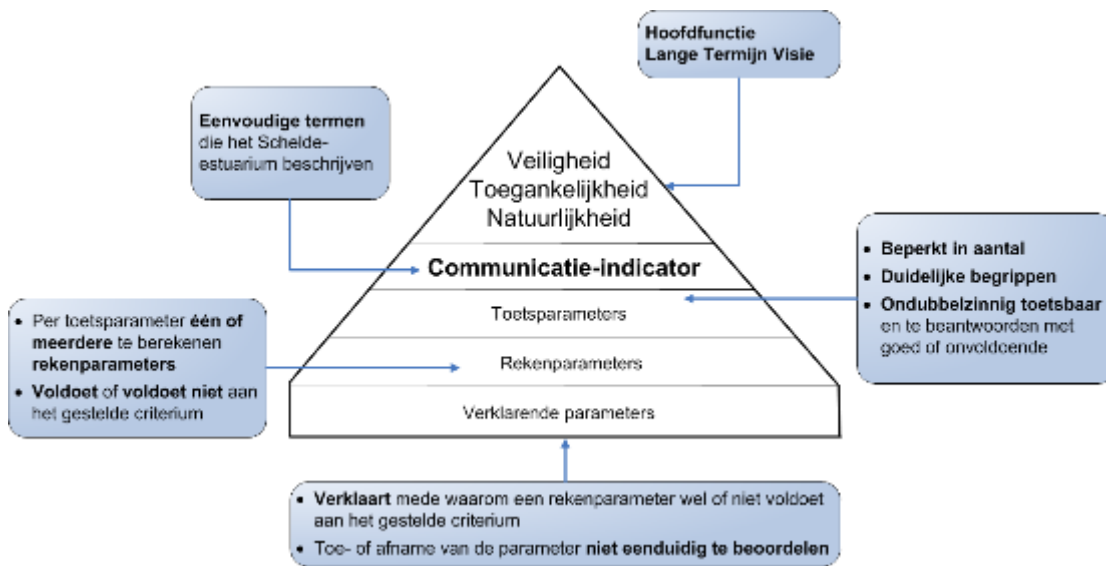 Hoofdfunctie
Lange Termijn Visie
Eenvoudige termen
die het Schelde-
estuarium beschrijven
Veiligheid
Toegankelijkheid
Natuurlijkheid
Communicatie-indicator
Toetsparameters
Rekenparameters
Verklarende parameters
• Beperkt in aantal
• Duidelijke begrippen
• Ondubbelzinnig toetsbaar
en te beantwoorden met
goed of onvoldoende
• Per toetsparameter één of
meerdere te berekenen
rekenparameters
• Voldoet of voldoet niet aan
het gestelde criterium
• Verklaart mede waarom een rekenparameter wel of niet voldoet
aan het gestelde criterium
• Toe- of afname van de parameter niet eenduidig te beoordelen